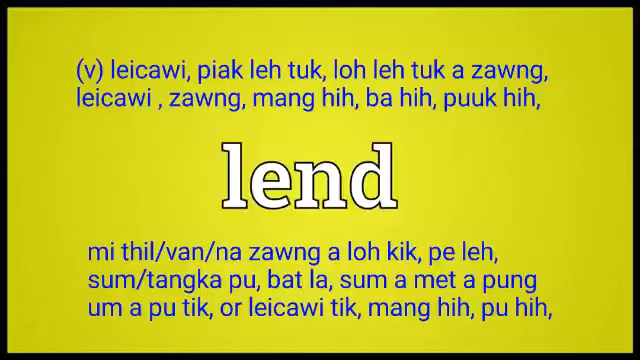 (v) leicawi, piak leh tuk, loh leh tuk a zawng,
leicawi , zawng, mang hih, ba hih, puuk hih,
lend
mi thil/van/na zawng a loh kik, pe leh,
sum/tangka pu, bat la, sum a met a pung
um a pu tik, or leicawi tik, mang hih, pu hih,